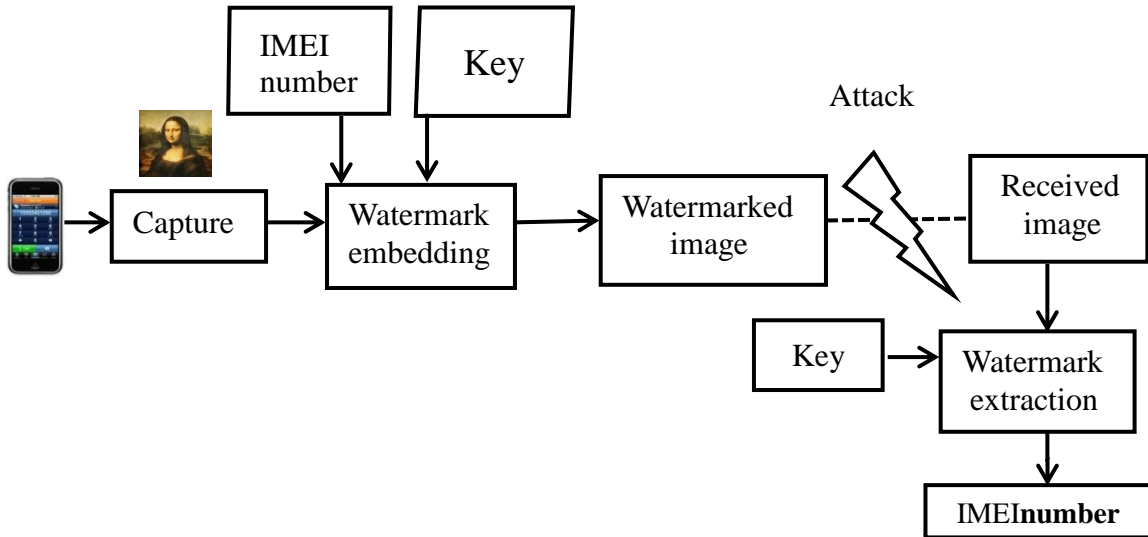 IMEI
number
Key
Attack
Capture
Watermark
embedding
Watermarked
image
Received
image
Key
Watermark
extraction
IMEInumber